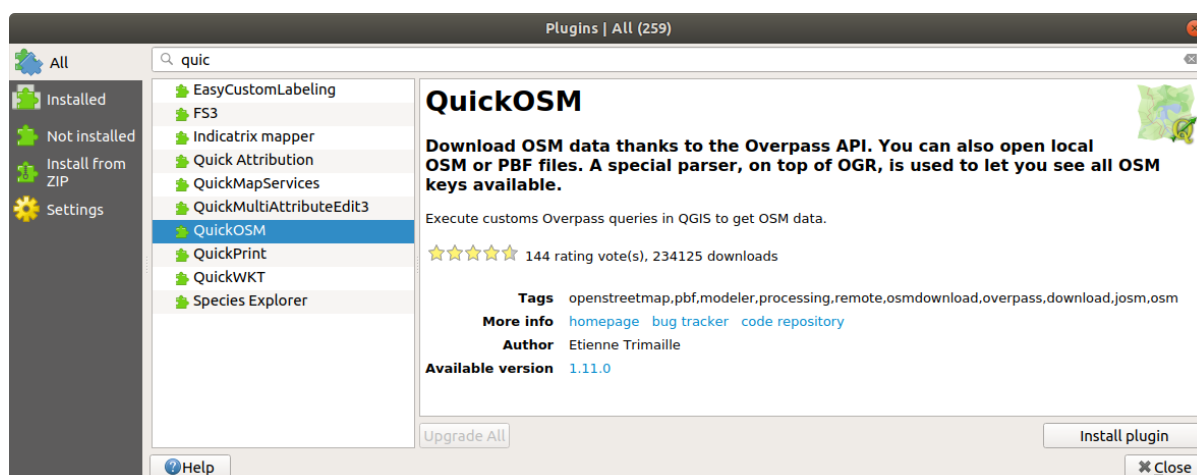 Plugins | All (259)
All
Installed
Not installed
Install from
ZIP
Settings
quic
EasyCustomLabeling
FS3
Indicatrix mapper
Quick Attribution
QuickMapServices
QuickMultiAttributeEdit3
QuickOSM
QuickPrint
QuickWKT
Species Explorer
QuickOSM
Download OSM data thanks to the Overpass API. You can also open local
OSM or PBF files. A special parser, on top of OGR, is used to let you see all OSM
keys available.
Execute customs Overpass queries in QGIS to get OSM data.
144 rating vote(s), 234125 downloads
Tags openstreetmap,pbf,modeler,processing,remote,osmdownload,overpass,download,josm,osm
More info homepage bug tracker code repository
Author Etienne Trimaille
Available version 1.11.0
Upgrade All
Install plugin
Help
Close